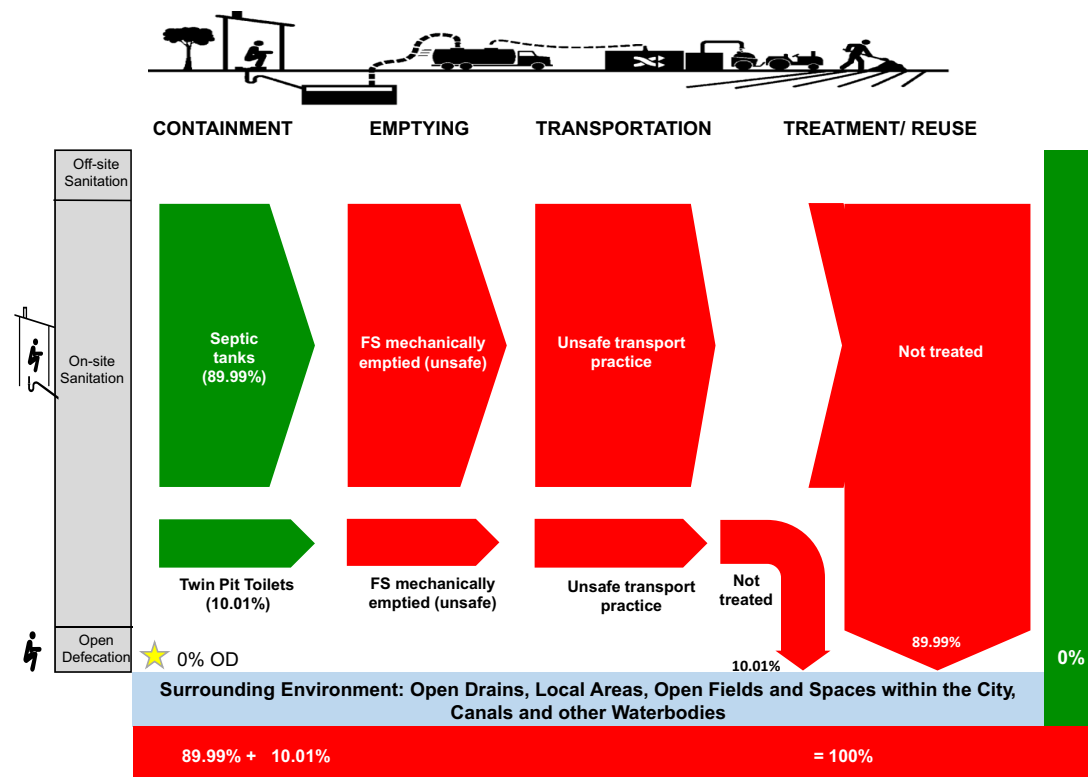 CONTAINMENT
EMPTYING
TRANSPORTATION
TREATMENT/ REUSE
Off-site
Sanitation
On-site
Sanitation
Open
Defecation
Septic
tanks
(89.99%)
FS mechanically
emptied (unsafe)
Unsafe transport
practice
Not treated
Twin Pit Toilets
(10.01%)
FS mechanically
emptied (unsafe)
Unsafe transport
practice
Not
treated
10.01%
89.99%
0% OD
0%
Surrounding Environment: Open Drains, Local Areas, Open Fields and Spaces within the City,
Canals and other Waterbodies
89.99% + 10.01% = 100%